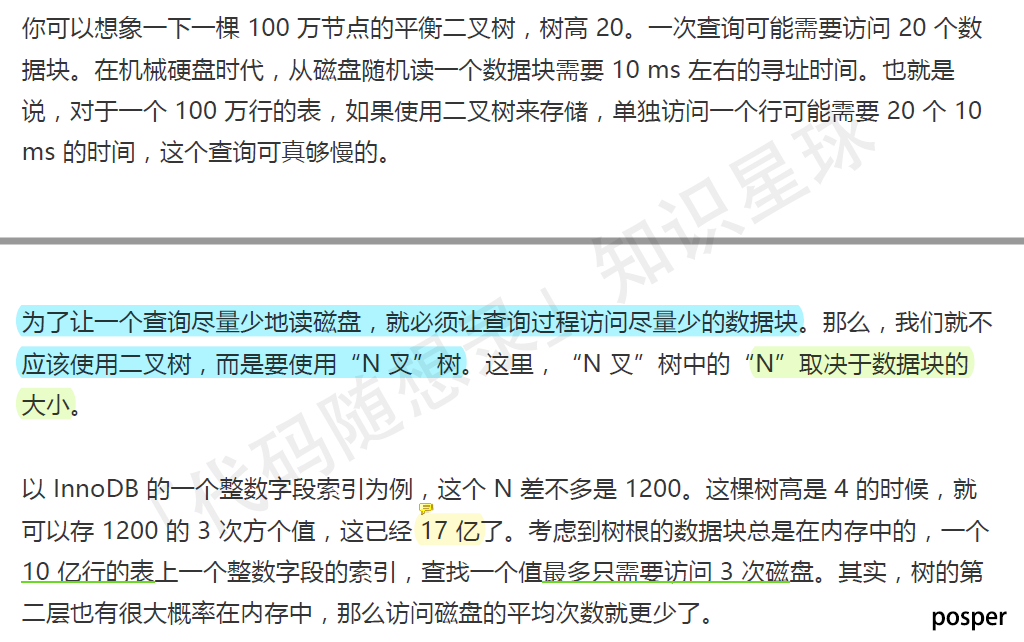 你可以想象一下一棵 100 万节点的平衡二叉树，树高 20。一次查询可能需要访问 20 个数
据块。在机械硬盘时代，从磁盘随机读一个数据块需要 10 ms 左右的寻址时间。也就是
说，对于一个 100 万行的表，如果使用二叉树来存储，单独访问一个行可能需要 20 个 10
ms 的时间，这个查询可真够慢的。
为了让一个查询尽量少地读磁盘，就必须让查询过程访问尽量少的数据块。那么，我们就不
应该使用二叉树，而是要使用“N 叉”树。这里，“N 叉”树中的“N”取决于数据块的
大小。
以 InnoDB 的一个整数字段索引为例，这个 N 差不多是 1200。这棵树高是 4 的时候，就
可以存 1200 的 3 次方个值，这已经 17 亿了。考虑到树根的数据块总是在内存中的，一个
10 亿行的表上一个整数字段的索引，查找一个值最多只需要访问 3 次磁盘。其实，树的第
二层也有很大概率在内存中，那么访问磁盘的平均次数就更少了。
「代码随想录」知识星球
posper